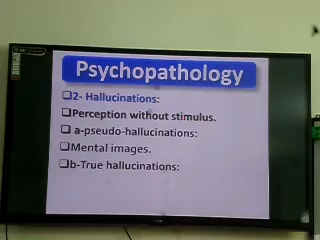 Psychopathology
❑2- Hallucinations:
❑Perception without stimulus.
❑ a-pseudo-hallucinations:
❑Mental images.
❑b-True hallucinations: